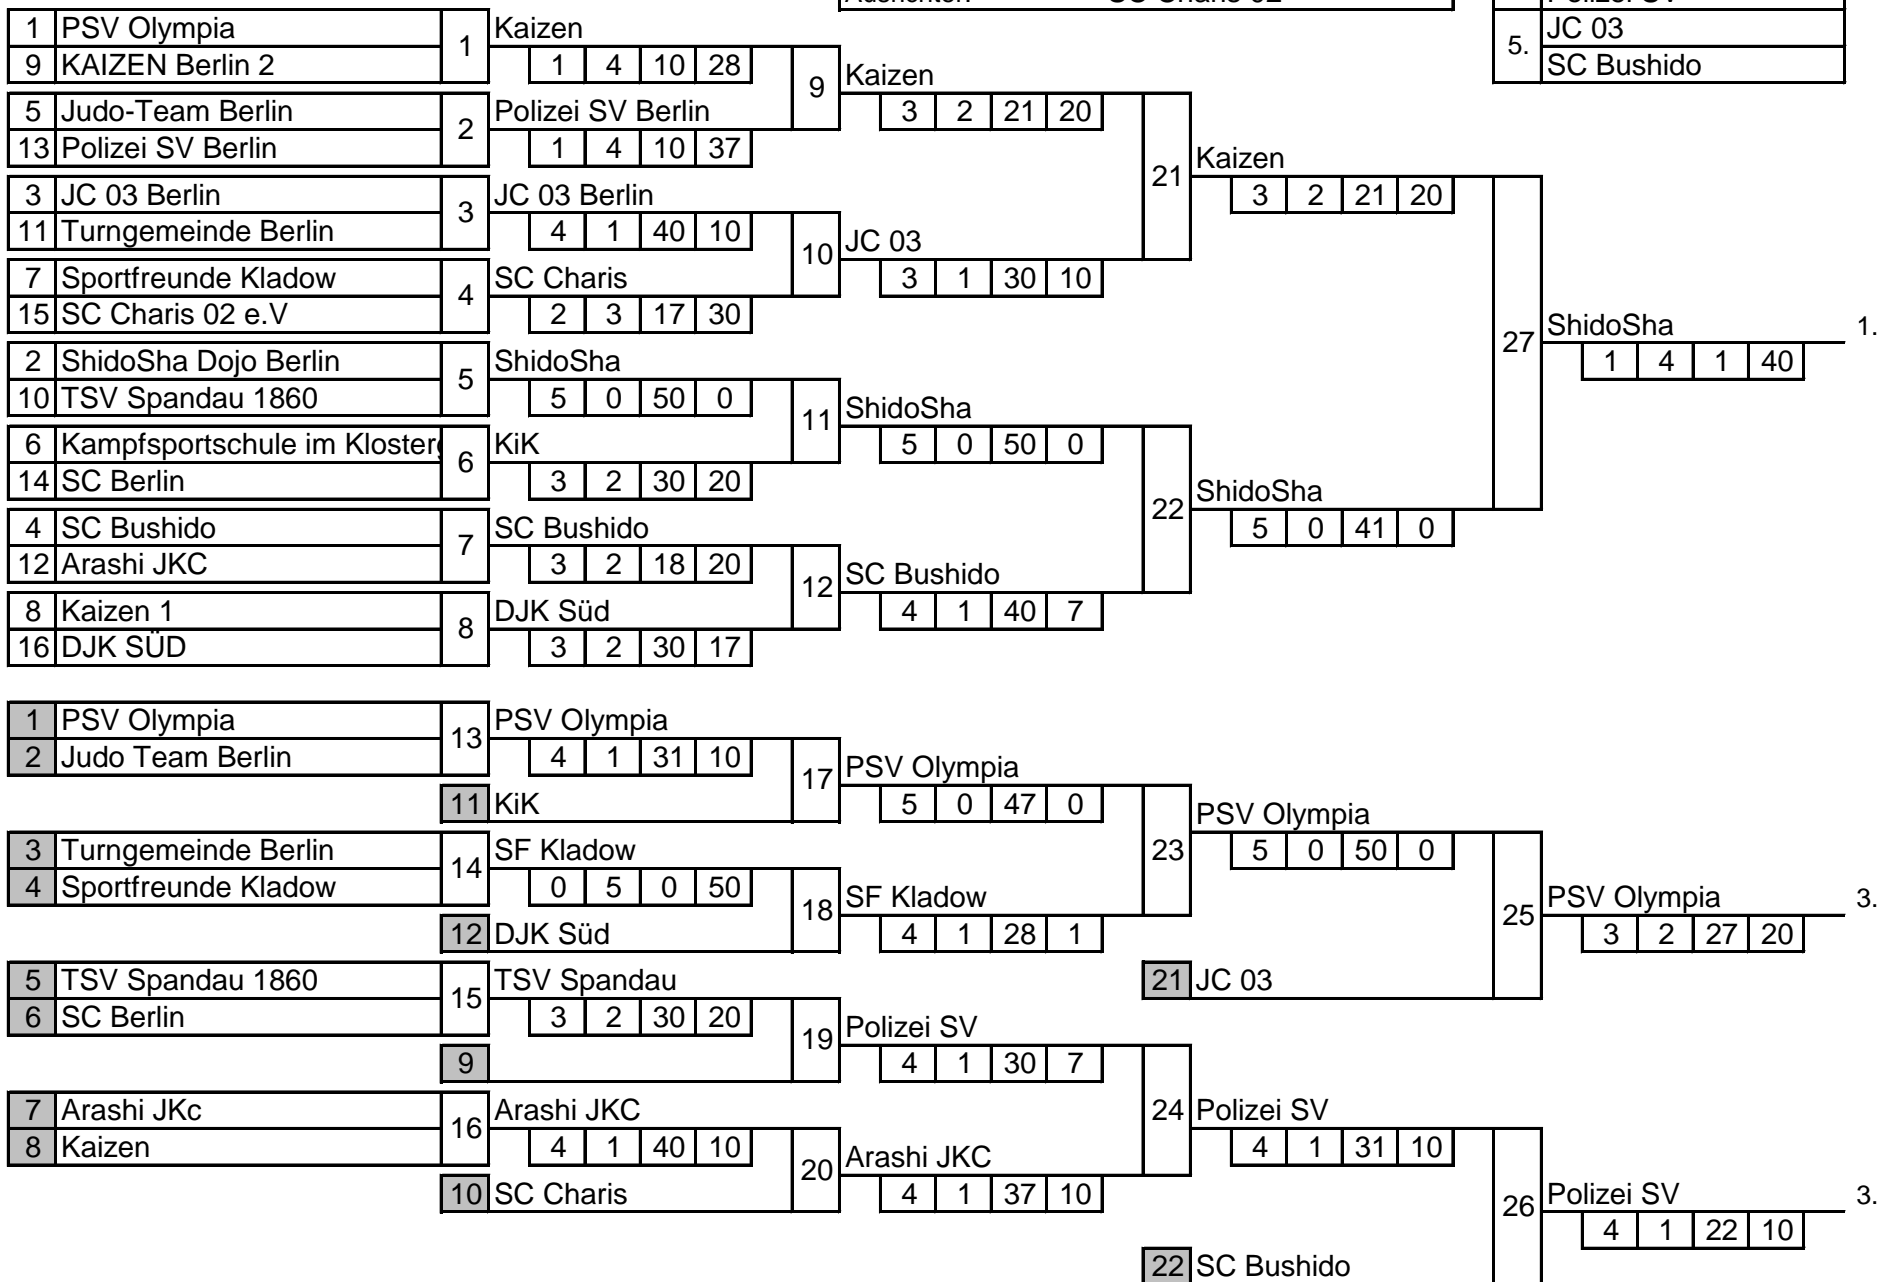 1 PSV Olympia
9 KAIZEN Berlin 2
1
Kaizen
1 4 10 28
5 Judo-Team Berlin
13 Polizei SV Berlin
2
Polizei SV Berlin
1 4 10 37
9
Kaizen
3 2 21 20
3 JC 03 Berlin
11 Turngemeinde Berlin
3
JC 03 Berlin
4 1 40 10
7 Sportfreunde Kladow
15 SC Charis 02 e.V
4
SC Charis
2 3 17 30
10
JC 03
3 1 30 10
21
Kaizen
3 2 21 20
2 ShidoSha Dojo Berlin
10 TSV Spandau 1860
5
ShidoSha
5 0 50 0
6 Kampfsportschule im Kloster
14 SC Berlin
6
KiK
3 2 30 20
11
ShidoSha
5 0 50 0
4 SC Bushido
12 Arashi JKC
7
SC Bushido
3 2 18 20
8 Kaizen 1
16 DJK SÜD
8
DJK Süd
3 2 30 17
12
SC Bushido
4 1 40 7
22
ShidoSha
5 0 41 0
27
ShidoSha 1.
1 4 1 40
5.
JC 03
SC Bushido
1 PSV Olympia
2 Judo Team Berlin
13
PSV Olympia
4 1 31 10
11 KiK
17
PSV Olympia
5 0 47 0
3 Turngemeinde Berlin
4 Sportfreunde Kladow
14
SF Kladow
0 5 0 50
12 DJK Süd
18
SF Kladow
4 1 28 1
23
PSV Olympia
5 0 50 0
21 JC 03
25
PSV Olympia 3.
3 2 27 20
5 TSV Spandau 1860
6 SC Berlin
15
TSV Spandau
3 2 30 20
9
19
Polizei SV
4 1 30 7
7 Arashi JKc
8 Kaizen
16
Arashi JKC
4 1 40 10
10 SC Charis
20
Arashi JKC
4 1 37 10
24
Polizei SV
4 1 31 10
22 SC Bushido
26
Polizei SV 3.
4 1 22 10